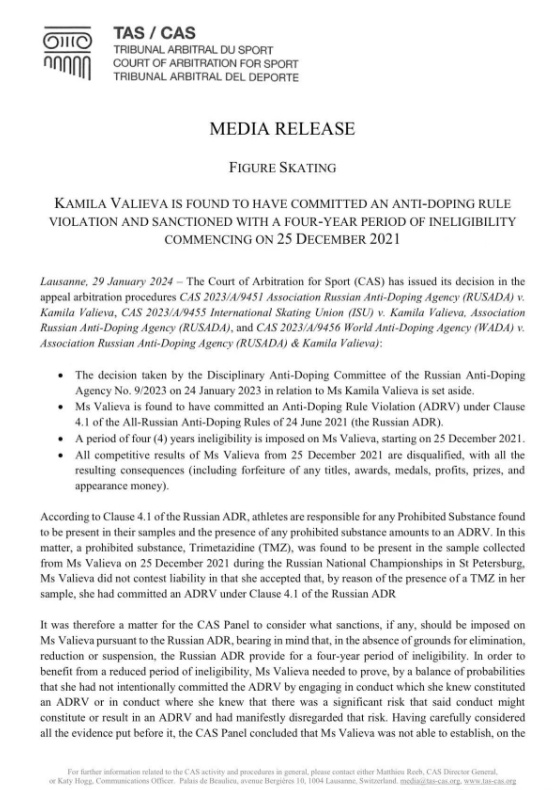 TAS / CAS
TRIBUNAL ARBITRAL DU SPORT
COURT OF ARBITRATION FOR SPORT
TRIBUNAL ARBITRAL DEL DEPORTE
MEDIA RELEASE
FIGURE SKATING
KAMILA VALIEVA IS FOUND TO HAVE COMMITTED AN ANTI-DOPING RULE
VIOLATION AND SANCTIONED WITH A FOUR-YEAR PERIOD OF INELIGIBILITY
COMMENCING ON 25 DECEMBER 2021
Lausanne, 29 January 2024 – The Court of Arbitration for Sport (CAS) has issued its decision in the
appeal arbitration procedures CAS 2023/A/9451 Association Russian Anti-Doping Agency (RUSADA) v.
Kamila Valieva, CAS 2023/A/9455 International Skating Union (ISU) v. Kamila Valieva, Association
Russian Anti-Doping Agency (RUSADA), and CAS 2023/A/9456 World Anti-Doping Agency (WADA) v.
Association Russian Anti-Doping Agency (RUSADA) & Kamila Valieva):
• The decision taken by the Disciplinary Anti-Doping Committee of the Russian Anti-Doping
Agency No. 9/2023 on 24 January 2023 in relation to Ms Kamila Valieva is set aside.
• Ms Valieva is found to have committed an Anti-Doping Rule Violation (ADRV) under Clause
4.1 of the All-Russian Anti-Doping Rules of 24 June 2021 (the Russian ADR).
• A period of four (4) years ineligibility is imposed on Ms Valieva, starting on 25 December 2021.
• All competitive results of Ms Valieva from 25 December 2021 are disqualified, with all the
resulting consequences (including forfeiture of any titles, awards, medals, profits, prizes, and
appearance money).
According to Clause 4.1 of the Russian ADR, athletes are responsible for any Prohibited Substance found
to be present in their samples and the presence of any prohibited substance amounts to an ADRV. In this
matter, a prohibited substance, Trimetazidine (TMZ), was found to be present in the sample collected
from Ms Valieva on 25 December 2021 during the Russian National Championships in St Petersburg,
Ms Valieva did not contest liability in that she accepted that, by reason of the presence of a TMZ in her
sample, she had committed an ADRV under Clause 4.1 of the Russian ADR
It was therefore a matter for the CAS Panel to consider what sanctions, if any, should be imposed on
Ms Valieva pursuant to the Russian ADR, bearing in mind that, in the absence of grounds for elimination,
reduction or suspension, the Russian ADR provide for a four-year period of ineligibility. In order to
benefit from a reduced period of ineligibility, Ms Valieva needed to prove, by a balance of probabilities
that she had not intentionally committed the ADRV by engaging in conduct which she knew constituted
an ADRV or in conduct where she knew that there was a significant risk that said conduct might
constitute or result in an ADRV and had manifestly disregarded that risk. Having carefully considered
all the evidence put before it, the CAS Panel concluded that Ms Valieva was not able to establish, on the
For further information related to the CAS activity and procedures in general, please contact either Matthieu Reeb, CAS Director General,
or Katy Hogg, Communications Officer. Palais de Beaulieu, avenue Bergières 10, 1004 Lausanne, Switzerland. media@tas-cas.org, www.tas-cas.org